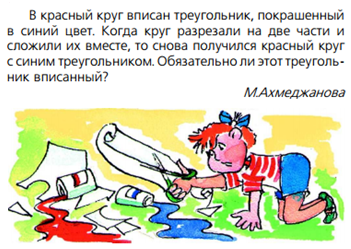 В красный круг вписан треугольник, покрашенный
в синий цвет. Когда круг разрезали на две части и
сложили их вместе, то снова получился красный круг
с синим треугольником. Обязательно ли этот треуголь-
ник вписанный?
М.Ахмеджанова